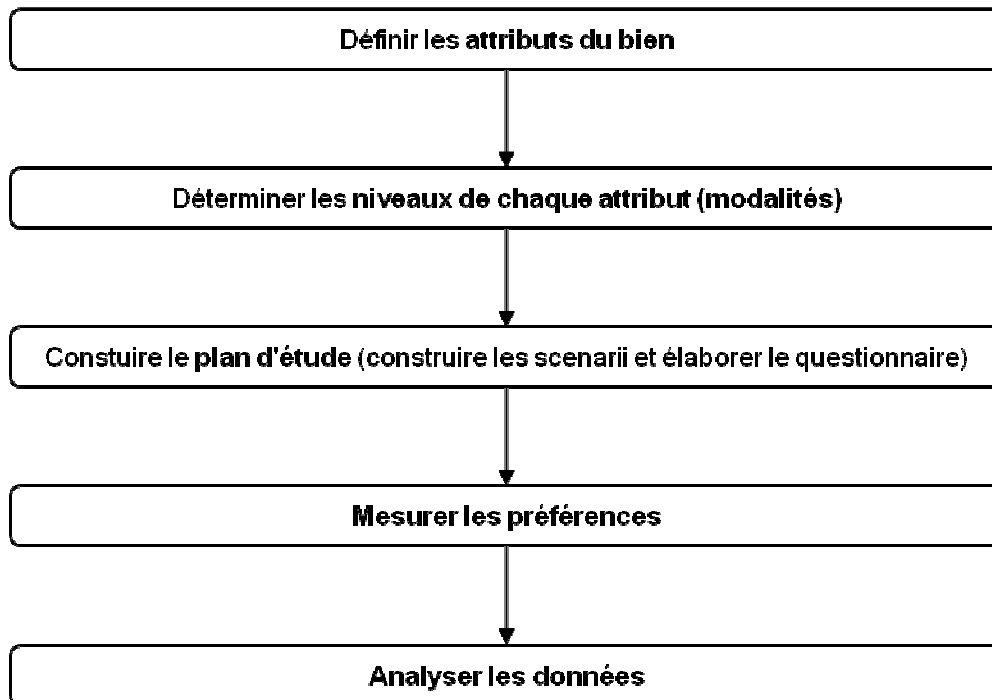 Définir les attributs du bien
Déterminer les niveaux de chaque attribut (modalités)
Constuire le plan d'étude (construire les scenarii et élaborer le questionnaire)
Mesurer les préférences
Analyser les données